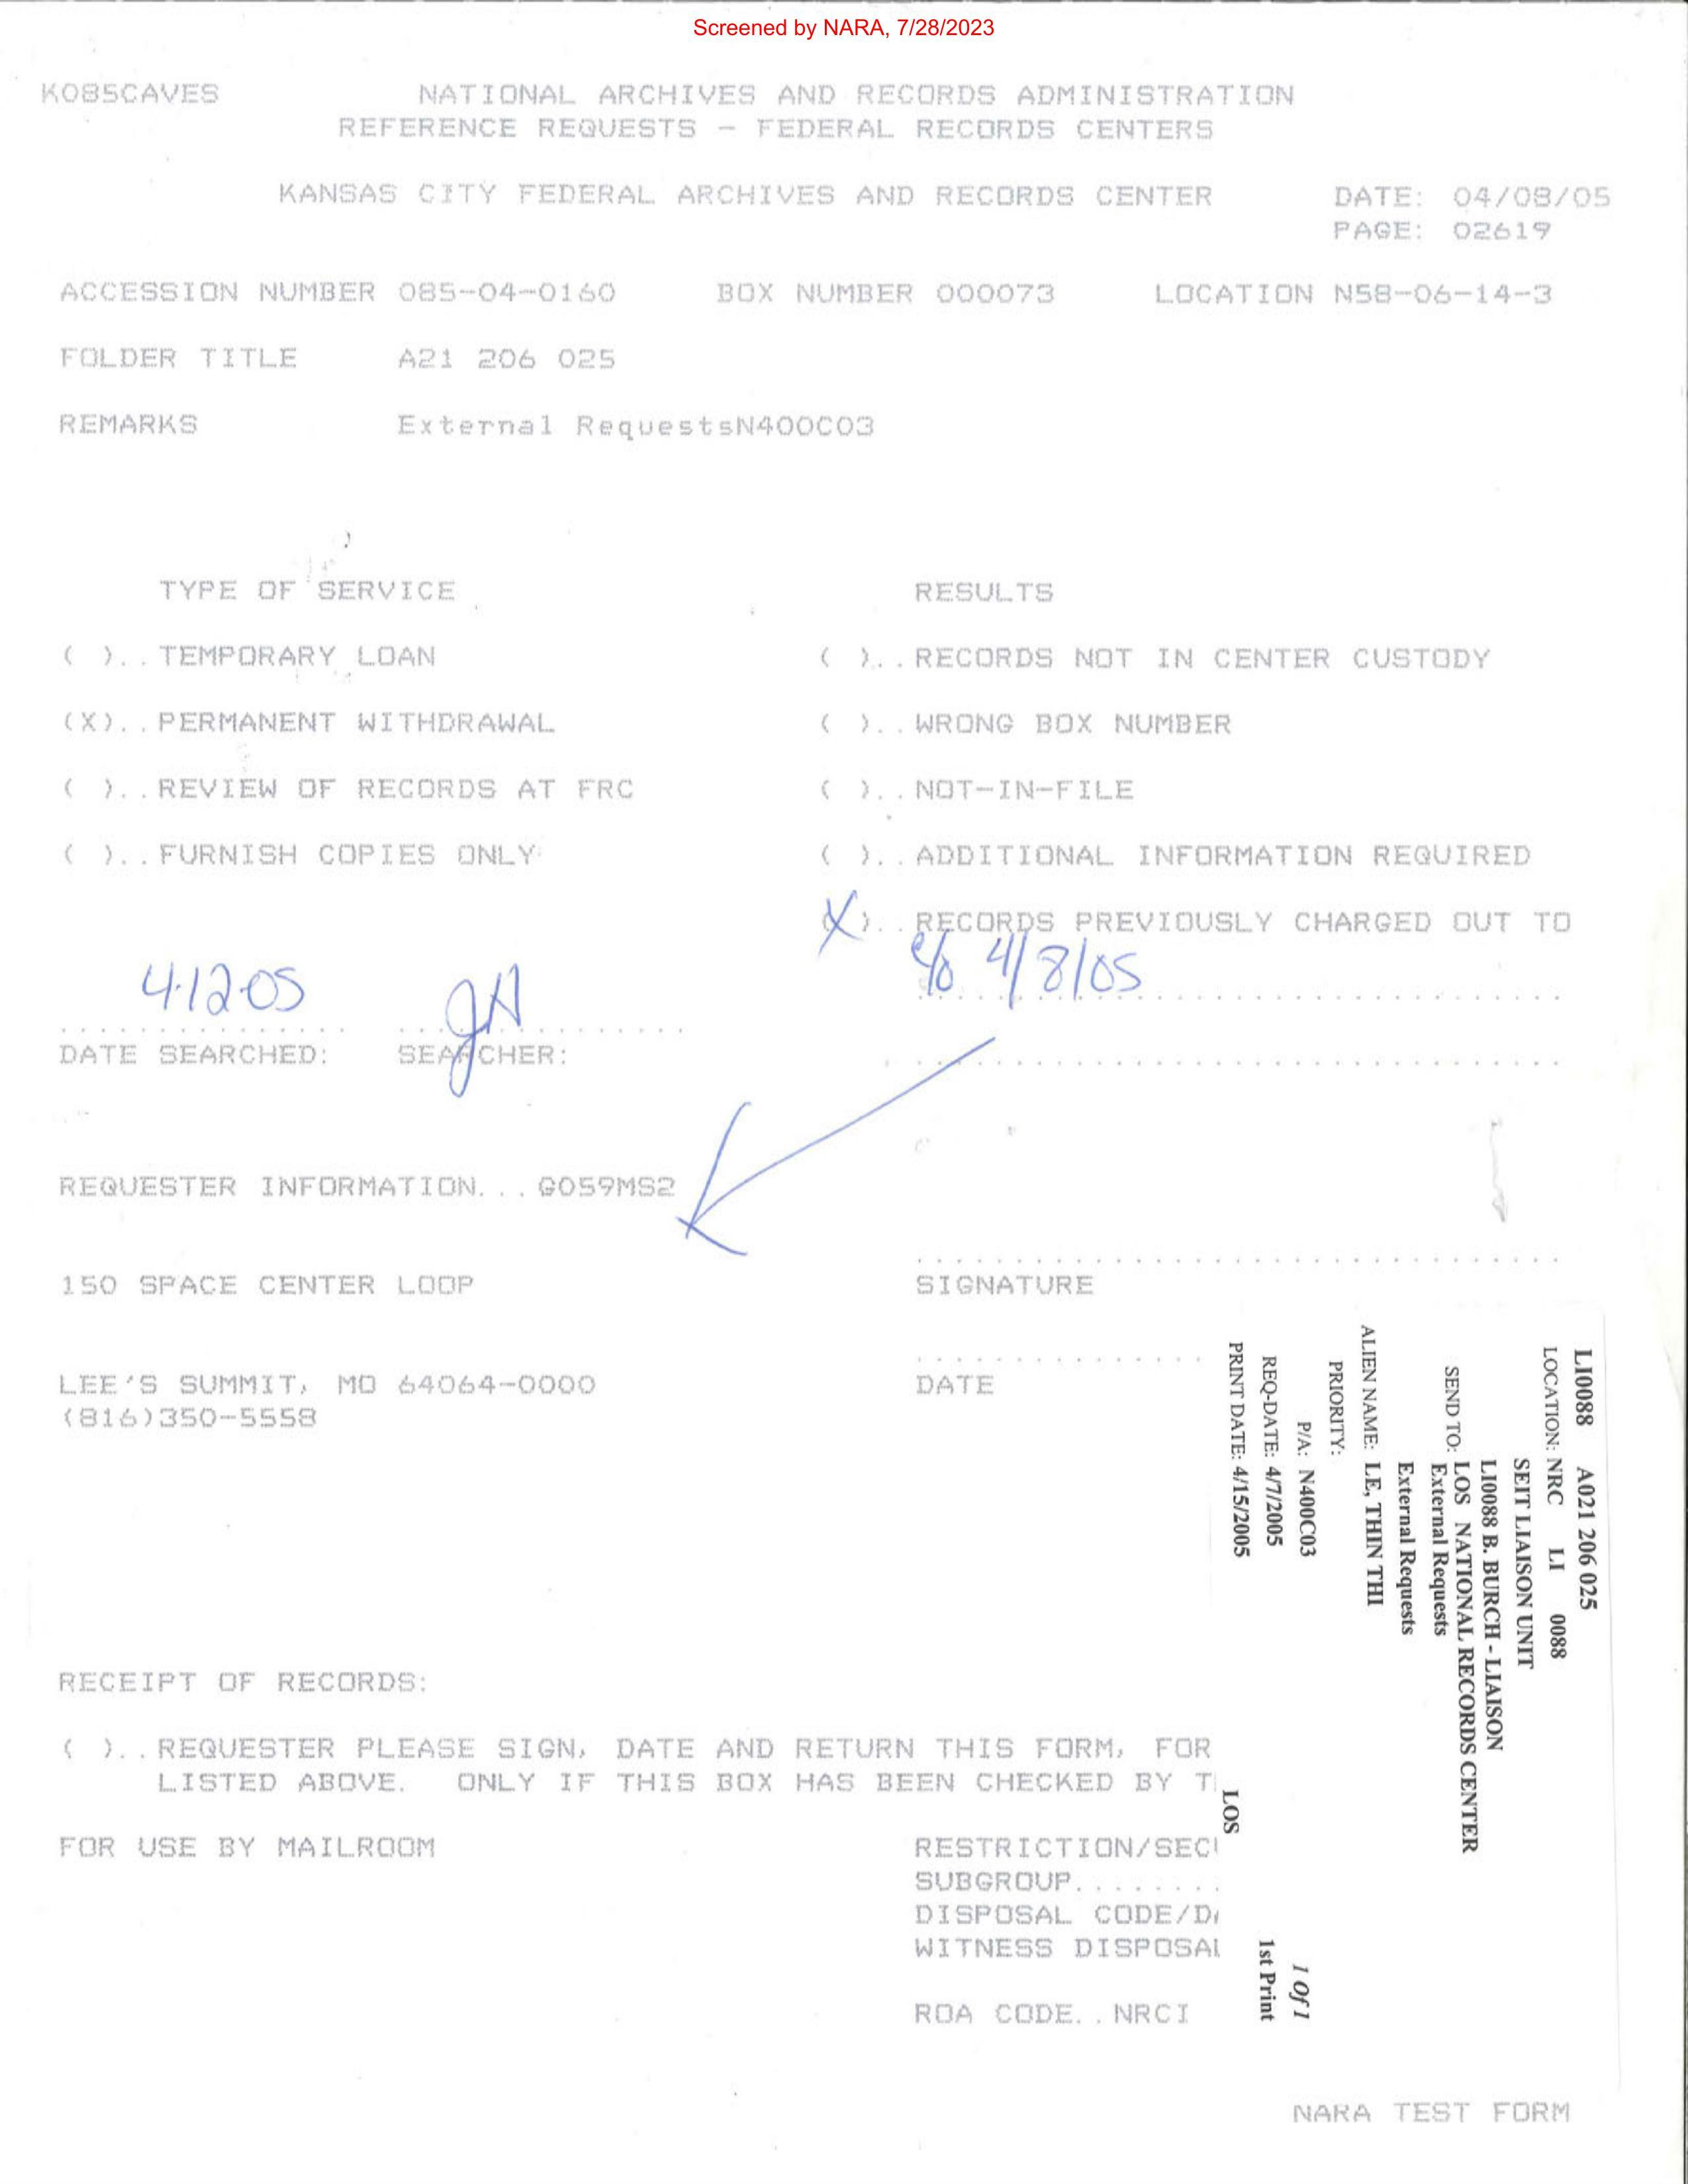 Screened by NARA, 7/28/2023
K085CAVES NATIONAL ARCHIVES AND RECORDS ADMINISTRATION
REFERENCE REQUESTS - FEDERAL RECORDS CENTERS
KANSAS CITY FEDERAL ARCHIVES AND RECORDS CENTER DATE: 04/08/05
PAGE: 02619
ACCESSION NUMBER 085-04-0160 BOX NUMBER 000073 LOCATION N58-06-14-3
FOLDER TITLE A21 206 025
REMARKS External RequestsN400C03
TYPE OF SERVICE RESULTS
( )..TEMPORARY LOAN ( )..RECORDS NOT IN CENTER CUSTODY
(X)..PERMANENT WITHDRAWAL ( )..WRONG BOX NUMBER
( )..REVIEW OF RECORDS AT FRC ( )..NOT-IN-FILE
( )..FURNISH COPIES ONLY ( )..ADDITIONAL INFORMATION REQUIRED
(X)..RECORDS PREVIOUSLY CHARGED OUT TO
4-12-05 JH c/o 4/8/05
DATE SEARCHED: SEARCHER:
REQUESTER INFORMATION...G059MS2
150 SPACE CENTER LOOP SIGNATURE
LEE'S SUMMIT, MO 64064-0000 DATE
(816)350-5558
LI0088 A021 206 025
LOCATION: NRC LI 0088
SEIT LIAISON UNIT
LI0088 B. BURCH - LIAISON
SEND TO: LOS NATIONAL RECORDS CENTER
External Requests
External Requests
ALIEN NAME: LE, THIN THI
PRIORITY:
P/A: N400C03
REQ-DATE: 4/7/2005
PRINT DATE: 4/15/2005
1 Of 1
1st Print
LOS
RECEIPT OF RECORDS:
( )..REQUESTER PLEASE SIGN, DATE AND RETURN THIS FORM, FOR
LISTED ABOVE. ONLY IF THIS BOX HAS BEEN CHECKED BY T
FOR USE BY MAILROOM RESTRICTION/SEC
SUBGROUP........
DISPOSAL CODE/D
WITNESS DISPOSA
ROA CODE..NRCI
NARA TEST FORM